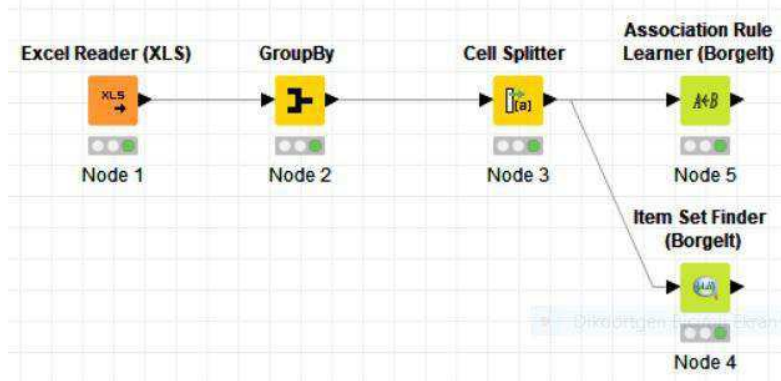 Excel Reader (XLS)
XLS
Node 1
GroupBy
Node 2
Cell Splitter
[a]
Node 3
Association Rule
Learner (Borgelt)
A+B
Node 5
Item Set Finder
(Borgelt)
Node 4
Ekran